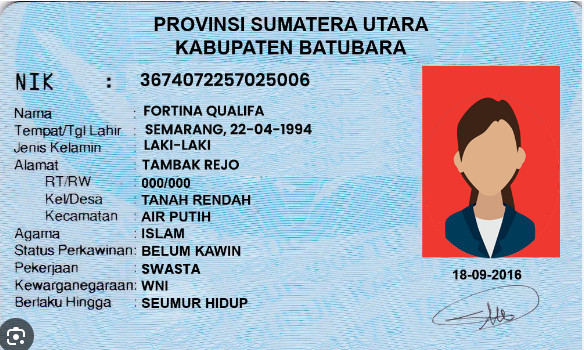 PROVINSI SUMATERA UTARA
KABUPATEN BATUBARA
NIK : 3674072257025006
Nama : FORTINA QUALIFA
Tempat/Tgl Lahir : SEMARANG, 22-04-1994
Jenis Kelamin : LAKI-LAKI
Alamat : TAMBAK REJO
RT/RW : 000/000
Kel/Desa : TANAH RENDAH
Kecamatan : AIR PUTIH
Agama : ISLAM
Status Perkawinan: BELUM KAWIN
Pekerjaan : SWASTA
Kewarganegaraan: WNI
Berlaku Hingga : SEUMUR HIDUP
18-09-2016